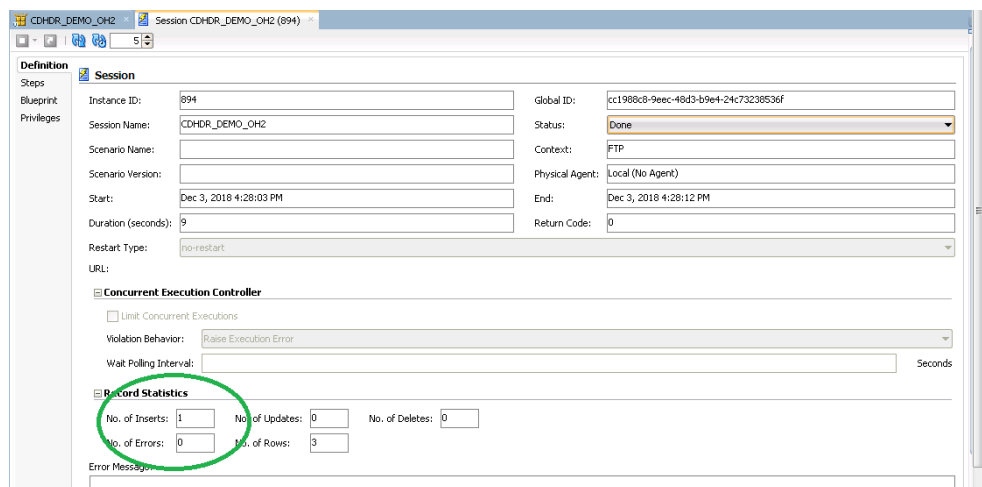 CDHDR_DEMO_OH2 Session CDHDR_DEMO_OH2 (894)
5
Definition
Steps
Blueprint
Privileges
Session
Instance ID: 894 Global ID: cc1988c8-9eec-48d3-b9e4-24c73238536f
Session Name: CDHDR_DEMO_OH2 Status: Done
Scenario Name: Context: FTP
Scenario Version: Physical Agent: Local (No Agent)
Start: Dec 3, 2018 4:28:03 PM End: Dec 3, 2018 4:28:12 PM
Duration (seconds): 9 Return Code: 0
Restart Type: no-restart
URL:
Concurrent Execution Controller
Limit Concurrent Executions
Violation Behavior: Raise Execution Error
Wait Polling Interval: Seconds
Record Statistics
No. of Inserts: 1 No. of Updates: 0 No. of Deletes: 0
No. of Errors: 0 No. of Rows: 3
Error Message: